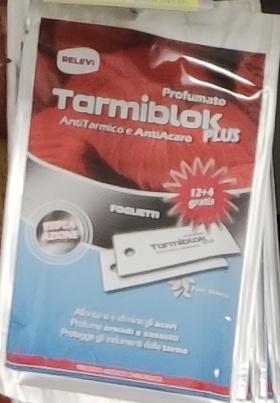 RELEVI
Profumato
Tarmiblok
PLUS
AntiTarmico e AntiAcaro
12+4
gratis
FOGLIETTI
Tarmiblok
Allontana e elimina gli acari
Profuma armadi e cassetti
Protegge gli indumenti dalle tarme